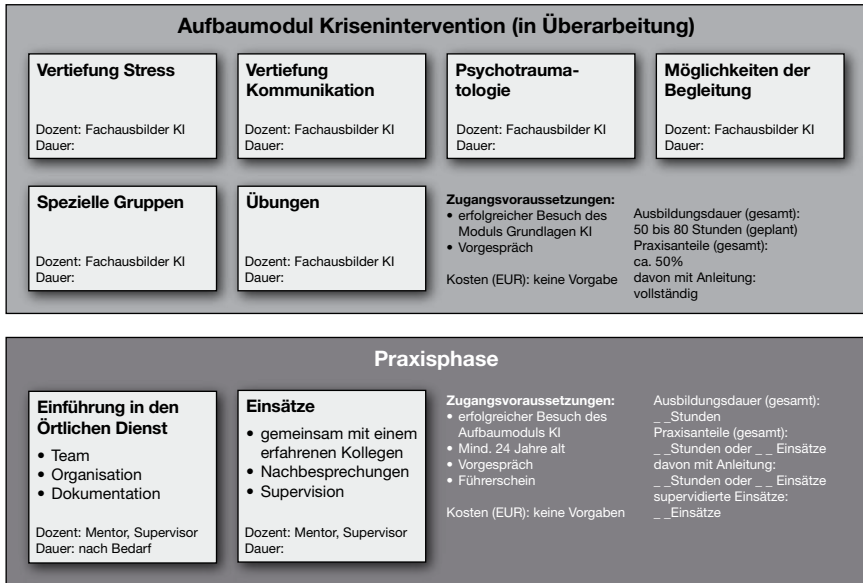 Aufbaumodul Krisenintervention (in Überarbeitung)
Vertiefung Stress
Dozent: Fachausbilder KI
Dauer:
Vertiefung
Kommunikation
Dozent: Fachausbilder KI
Dauer:
Psychotrauma-
tologie
Dozent: Fachausbilder KI
Dauer:
Möglichkeiten der
Begleitung
Dozent: Fachausbilder KI
Dauer:
Spezielle Gruppen
Dozent: Fachausbilder KI
Dauer:
Übungen
Dozent: Fachausbilder KI
Dauer:
Zugangsvoraussetzungen:
• erfolgreicher Besuch des
Moduls Grundlagen KI
• Vorgespräch
Kosten (EUR): keine Vorgabe
Ausbildungsdauer (gesamt):
50 bis 80 Stunden (geplant)
Praxisanteile (gesamt):
ca. 50%
davon mit Anleitung:
vollständig
Praxisphase
Einführung in den
Örtlichen Dienst
• Team
• Organisation
• Dokumentation
Dozent: Mentor, Supervisor
Dauer: nach Bedarf
Einsätze
• gemeinsam mit einem
erfahrenen Kollegen
• Nachbesprechungen
• Supervision
Dozent: Mentor, Supervisor
Dauer:
Zugangsvoraussetzungen:
• erfolgreicher Besuch des
Aufbaumoduls KI
• Mind. 24 Jahre alt
• Vorgespräch
• Führerschein
Kosten (EUR): keine Vorgaben
Ausbildungsdauer (gesamt):
_ _Stunden
Praxisanteile (gesamt):
_ _Stunden oder _ _ Einsätze
davon mit Anleitung:
_ _Stunden oder _ _ Einsätze
supervidierte Einsätze:
_ _Einsätze